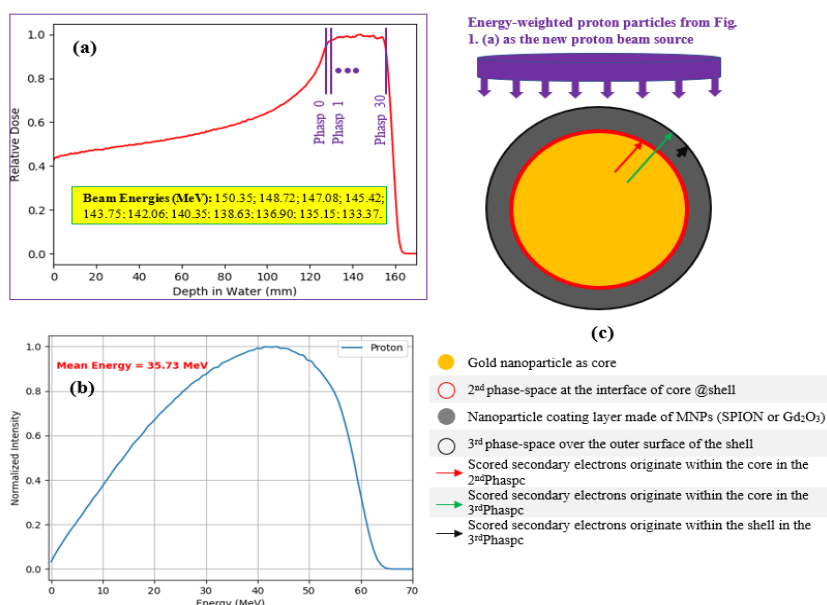 (a)
1.0
0.8
0.6
0.4
0.2
0.0
Relative Dose
Phasp 0
Phasp 1
Phasp 30
Beam Energies (MeV): 150.35; 148.72; 147.08; 145.42;
143.75; 142.06; 140.35; 138.63; 136.90; 135.15; 133.37.
0 20 40 60 80 100 120 140 160
Depth in Water (mm)
Energy-weighted proton particles from Fig.
1. (a) as the new proton beam source
(c)
Proton
Mean Energy = 35.73 MeV
(b)
1.0
0.8
0.6
0.4
0.2
0.0
Normalized Intensity
0 10 20 30 40 50 60 70
Energy (MeV)
Gold nanoparticle as core
2nd phase-space at the interface of core @shell
Nanoparticle coating layer made of MNPs (SPION or Gd2O3)
3rd phase-space over the outer surface of the shell
Scored secondary electrons originate within the core in the
2ndPhaspc
Scored secondary electrons originate within the core in the
3rdPhaspc
Scored secondary electrons originate within the shell in the
3rdPhaspc